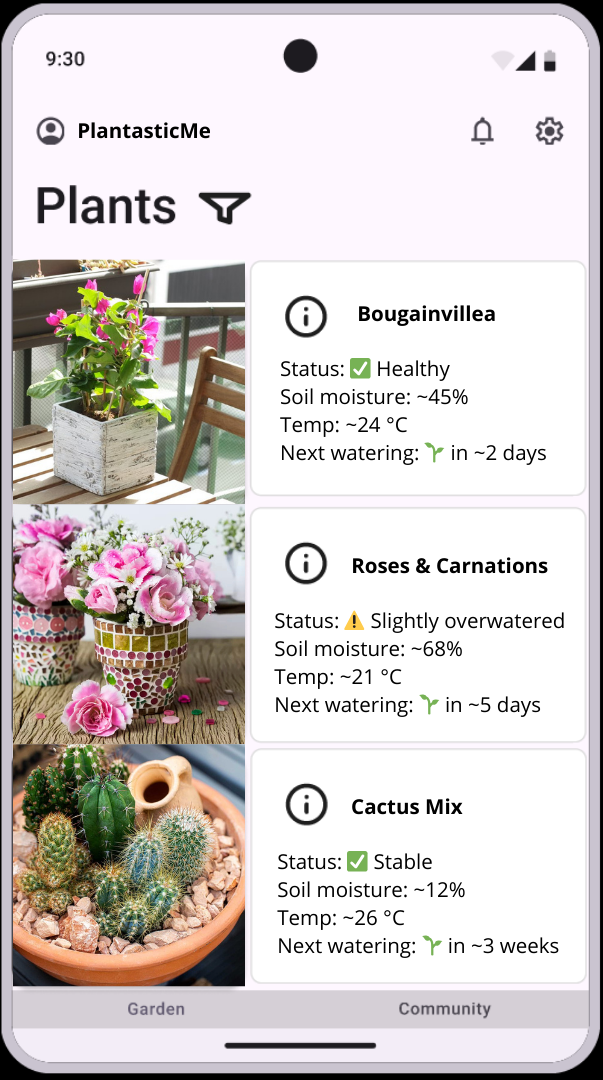 9:30
PlantasticMe
Plants
Bougainvillea
Status: ✅ Healthy
Soil moisture: ~45%
Temp: ~24 °C
Next watering: 🌱 in ~2 days
Roses & Carnations
Status: ⚠️ Slightly overwatered
Soil moisture: ~68%
Temp: ~21 °C
Next watering: 🌱 in ~5 days
Cactus Mix
Status: ✅ Stable
Soil moisture: ~12%
Temp: ~26 °C
Next watering: 🌱 in ~3 weeks
Garden
Community